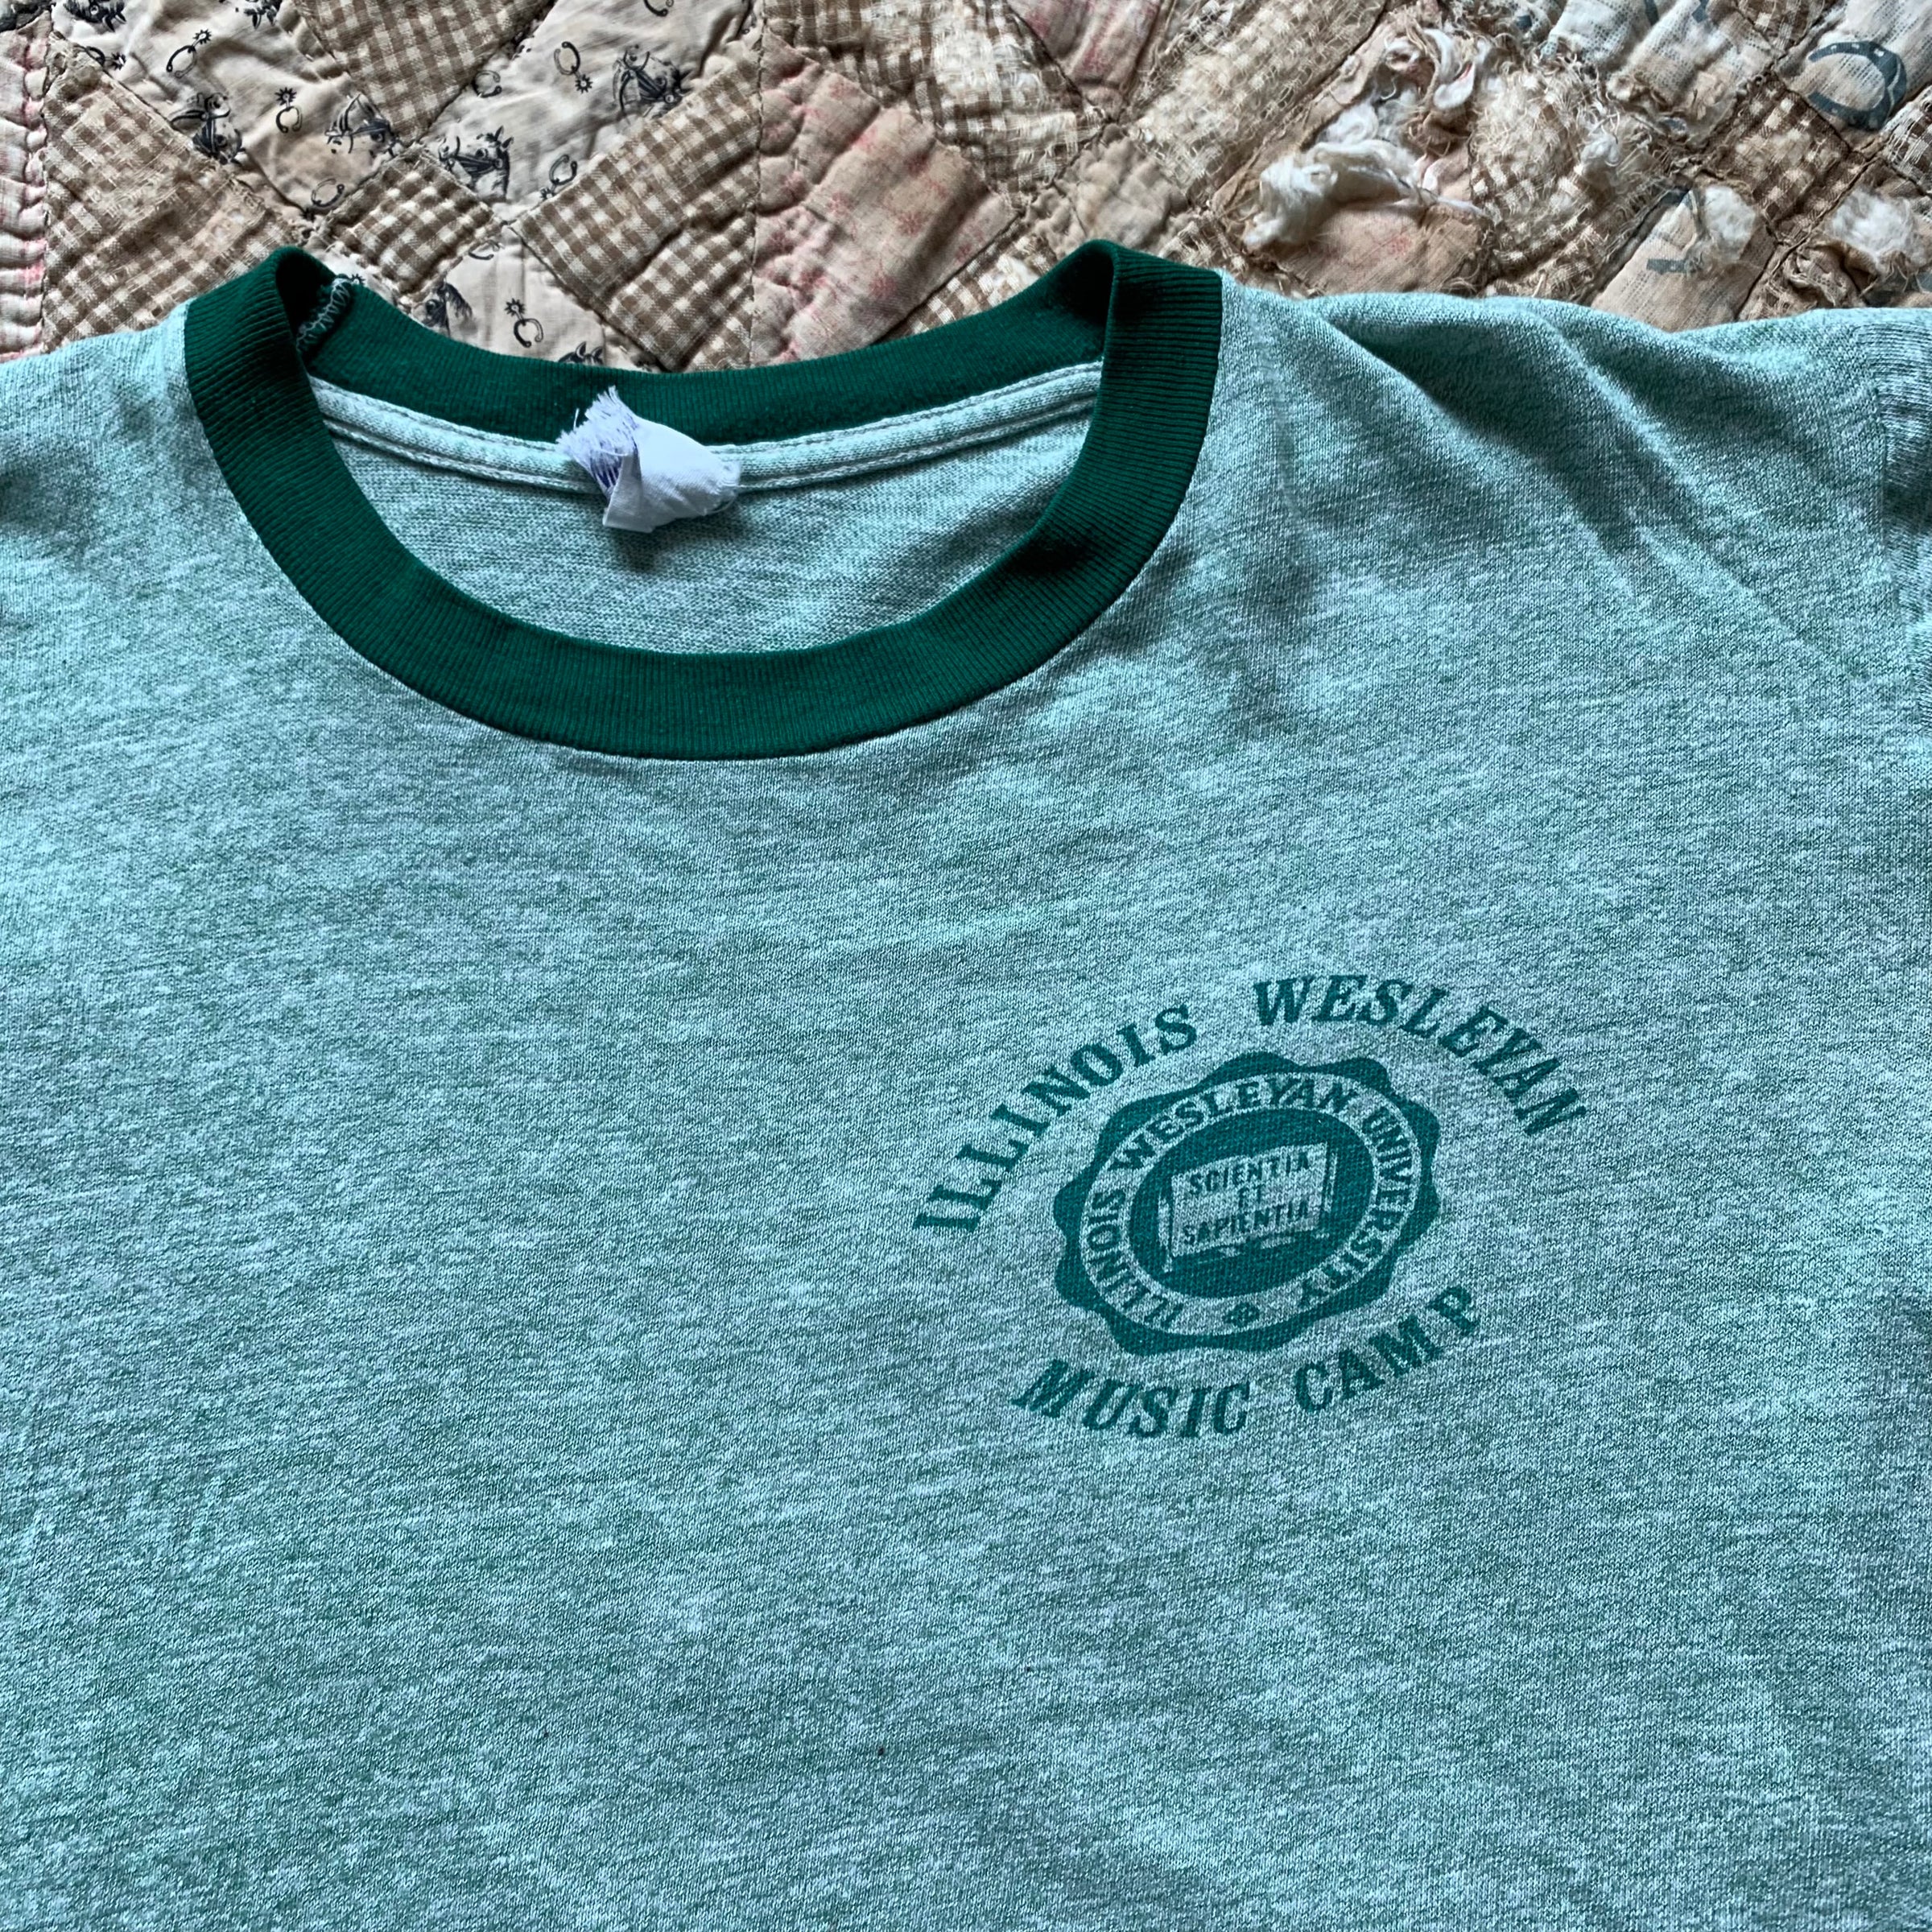 ILLINOIS WESLEYAN
ILLINOIS WESLEYAN UNIVERSITY
SCIENTIA
ET
SAPIENTIA
MUSIC CAMP